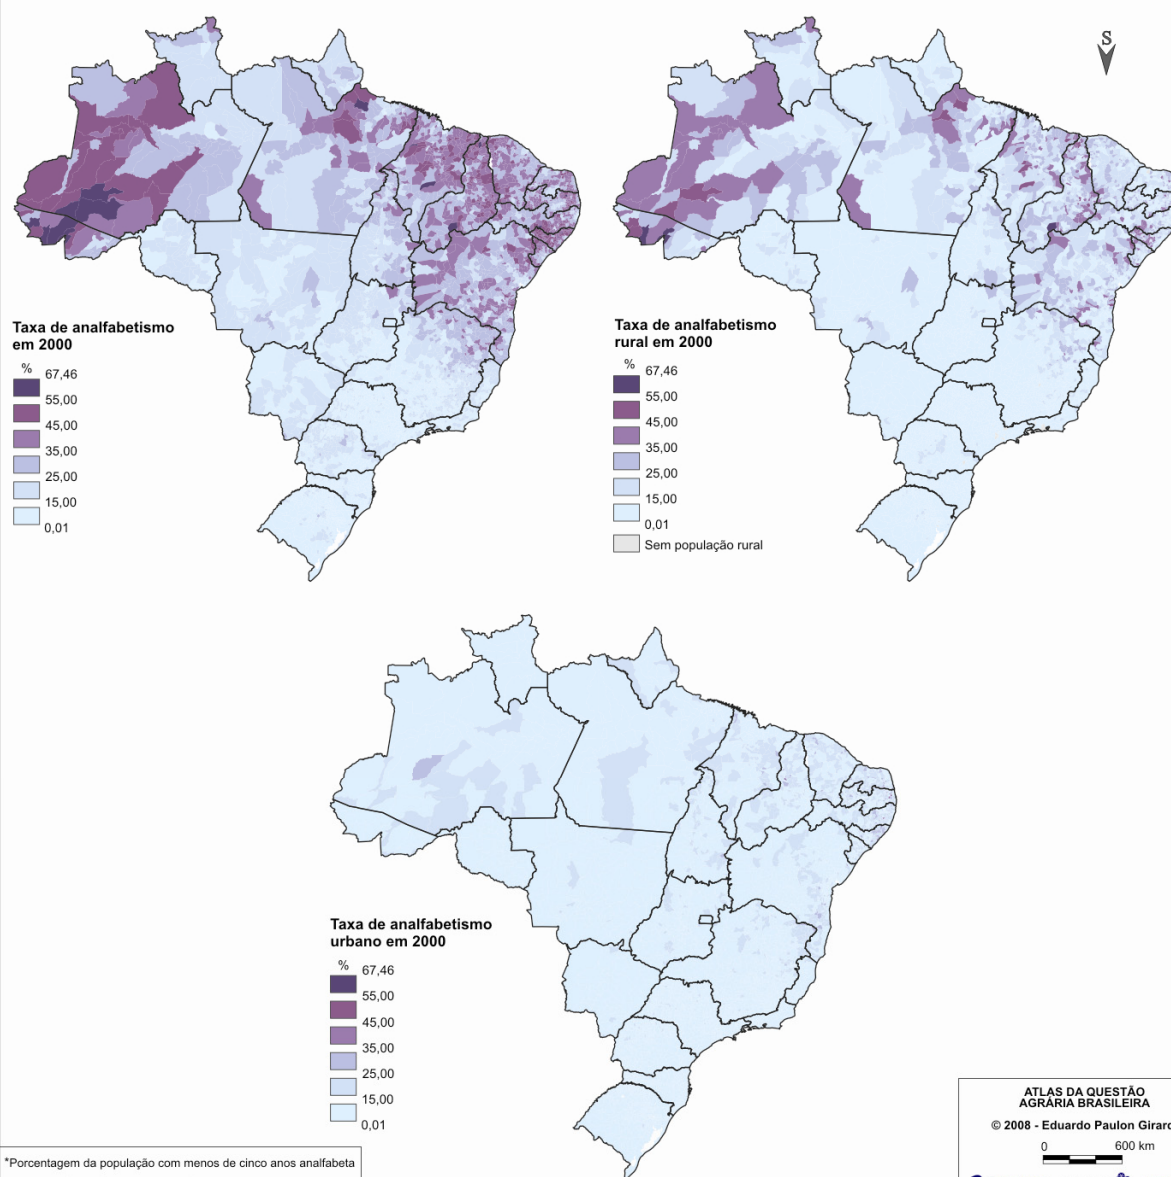 S
Taxa de analfabetismo
em 2000
%
67,46
55,00
45,00
35,00
25,00
15,00
0,01
Taxa de analfabetismo
rural em 2000
%
67,46
55,00
45,00
35,00
25,00
15,00
0,01
Sem população rural
Taxa de analfabetismo
urbano em 2000
%
67,46
55,00
45,00
35,00
25,00
15,00
0,01
*Porcentagem da população com menos de cinco anos analfabeta
ATLAS DA QUESTÃO
AGRÁRIA BRASILEIRA
© 2008 - Eduardo Paulon
0 600 km